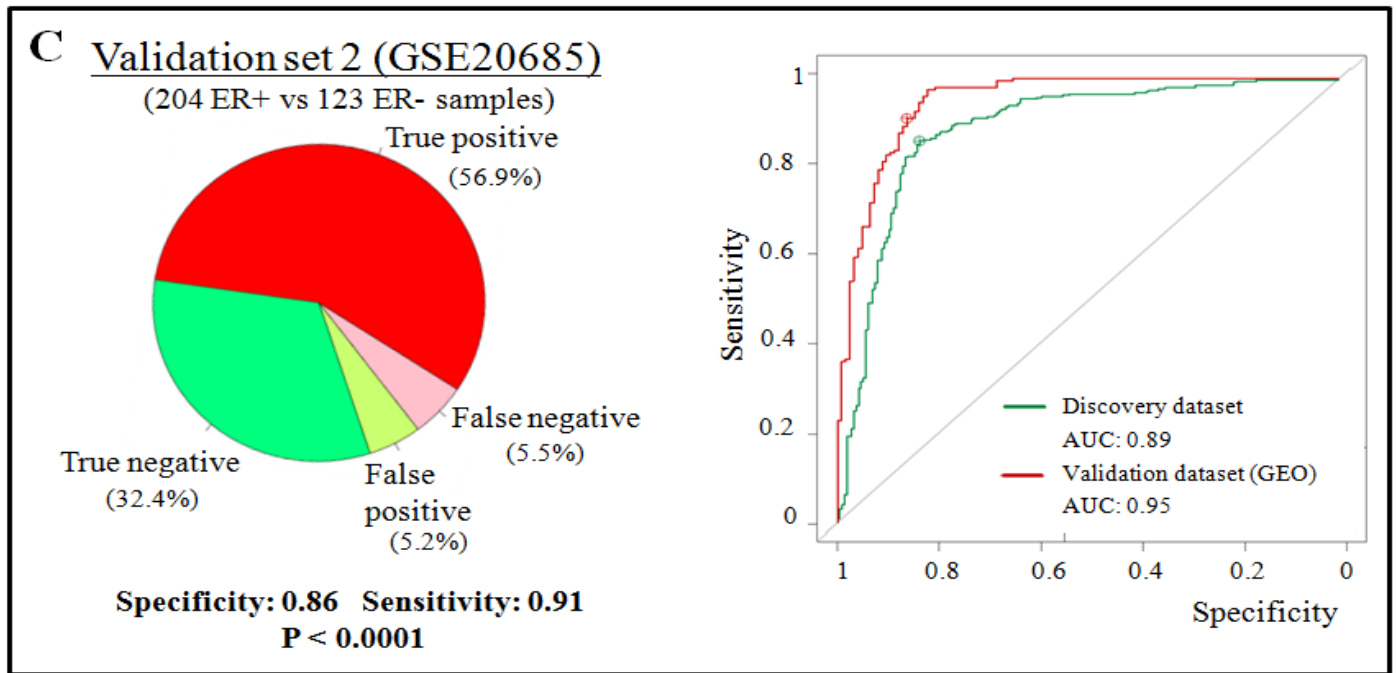 C Validation set 2 (GSE20685)
(204 ER+ vs 123 ER- samples)
True positive
(56.9%)
False negative
(5.5%)
False
positive
(5.2%)
True negative
(32.4%)
Specificity: 0.86 Sensitivity: 0.91
P < 0.0001
Sensitivity
1
0.8
0.6
0.4
0.2
0
Discovery dataset
AUC: 0.89
Validation dataset (GEO)
AUC: 0.95
1 0.8 0.6 0.4 0.2 0
Specificity